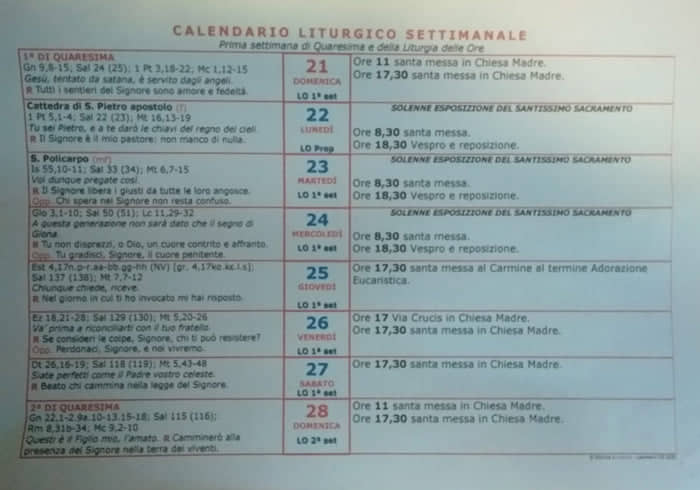 CALENDARIO LITURGICO SETTIMANALE
Prima settimana di Quaresima e della Liturgia delle Ore
1ª DI QUARESIMA
Gn 9,8-15; Sal 24 (25); 1 Pt 3,18-22; Mc 1,12-15
Gesù, tentato da satana, è servito dagli angeli.
R Tutti i sentieri del Signore sono amore e fedeltà.
21
DOMENICA
LO 1ª set
Ore 11 santa messa in Chiesa Madre.
Ore 17,30 santa messa in Chiesa Madre.
Cattedra di S. Pietro apostolo (f)
1 Pt 5,1-4; Sal 22 (23); Mt 16,13-19
Tu sei Pietro, e a te darò le chiavi del regno dei cieli.
R Il Signore è il mio pastore: non manco di nulla.
22
LUNEDÌ
LO Prop
SOLENNE ESPOSIZIONE DEL SANTISSIMO SACRAMENTO
Ore 8,30 santa messa.
Ore 18,30 Vespro e reposizione.
S. Policarpo (mf)
Is 55,10-11; Sal 33 (34); Mt 6,7-15
Voi dunque pregate così.
R Il Signore libera i giusti da tutte le loro angosce.
Opp. Chi spera nel Signore non resta confuso.
23
MARTEDÌ
LO 1ª set
SOLENNE ESPOSIZIONE DEL SANTISSIMO SACRAMENTO
Ore 8,30 santa messa.
Ore 18,30 Vespro e reposizione.
Gio 3,1-10; Sal 50 (51); Lc 11,29-32
A questa generazione non sarà dato che il segno di
Giona.
R Tu non disprezzi, o Dio, un cuore contrito e affranto.
Opp. Tu gradisci, Signore, il cuore penitente.
24
MERCOLEDÌ
LO 1ª set
SOLENNE ESPOSIZIONE DEL SANTISSIMO SACRAMENTO
Ore 8,30 santa messa.
Ore 18,30 Vespro e reposizione.
Est 4,17n.p-r.aa-bb.gg-hh (NV) [gr. 4,17k.l.s];
Sal 137 (138); Mt 7,7-12
Chiunque chiede, riceve.
R Nel giorno in cui ti ho invocato mi hai risposto.
25
GIOVEDÌ
LO 1ª set
Ore 17,30 santa messa al Carmine al termine Adorazione
Eucaristica.
Ez 18,21-28; Sal 129 (130); Mt 5,20-26
Va' prima a riconciliarti con il tuo fratello.
R Se consideri le colpe, Signore, chi ti può resistere?
Opp. Perdonaci, Signore, e noi vivremo.
26
VENERDÌ
LO 1ª set
Ore 17 Via Crucis in Chiesa Madre.
Ore 17,30 santa messa in Chiesa Madre.
Dt 26,16-19; Sal 118 (119); Mt 5,43-48
Siate perfetti come il Padre vostro celeste.
R Beato chi cammina nella legge del Signore.
27
SABATO
LO 1ª set
Ore 17,30 santa messa in Chiesa Madre.
2ª DI QUARESIMA
Gn 22,1-2.9a.10-13.15-18; Sal 115 (116);
Rm 8,31b-34; Mc 9,2-10
Questi è il Figlio mio, l'amato. R Camminerò alla
presenza del Signore nella terra dei viventi.
28
DOMENICA
LO 2ª set
Ore 11 santa messa in Chiesa Madre.
Ore 17,30 santa messa in Chiesa Madre.